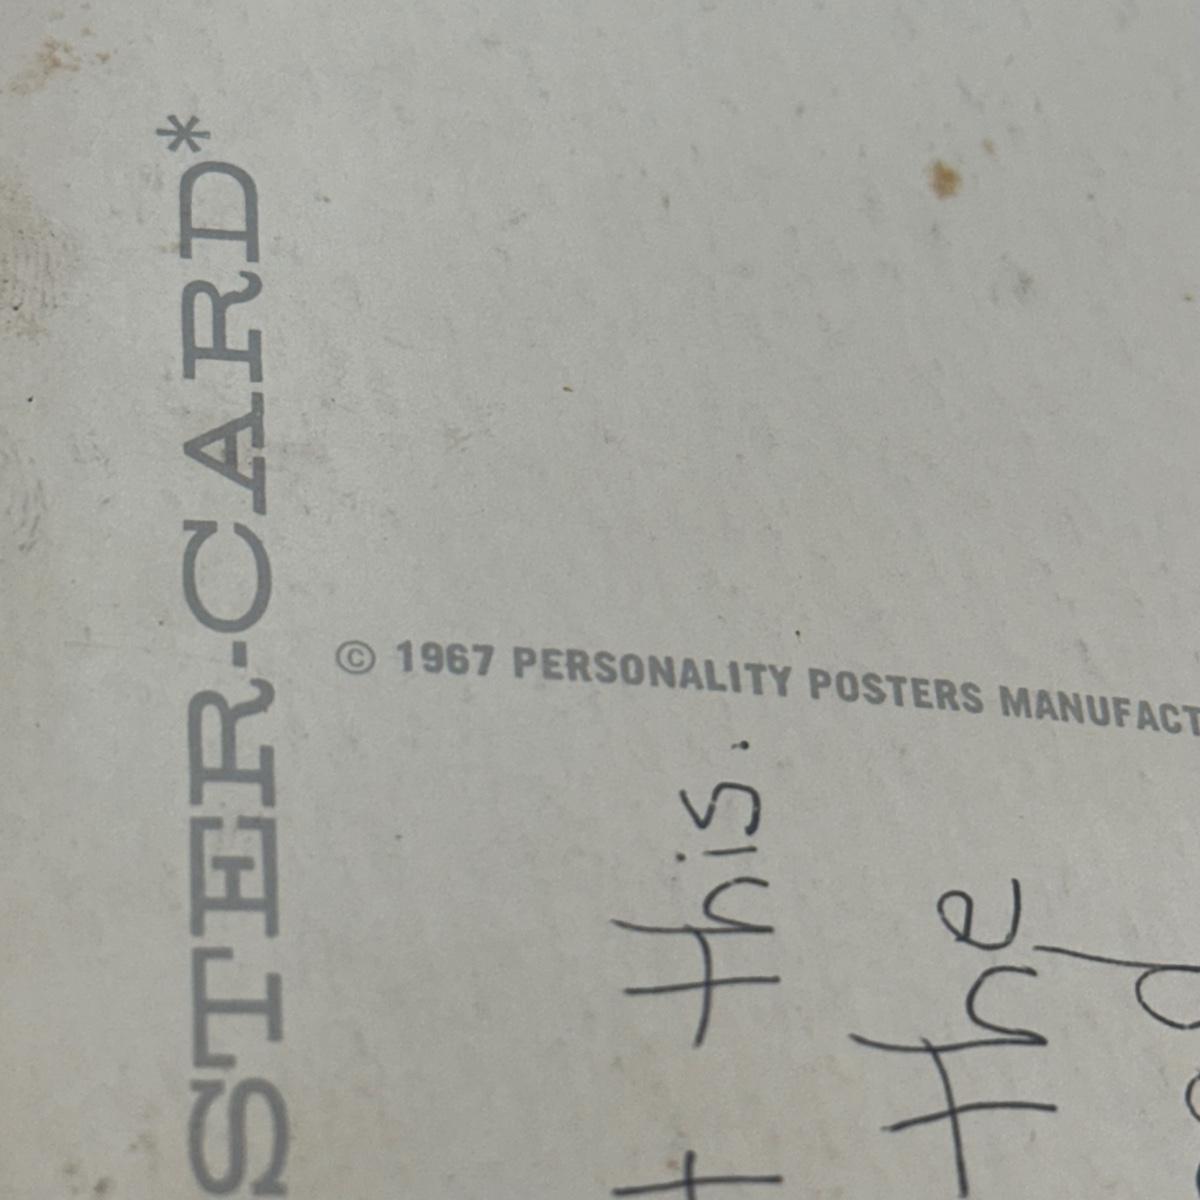 STER-CARD*
© 1967 PERSONALITY POSTERS MANUFACT
this.
the